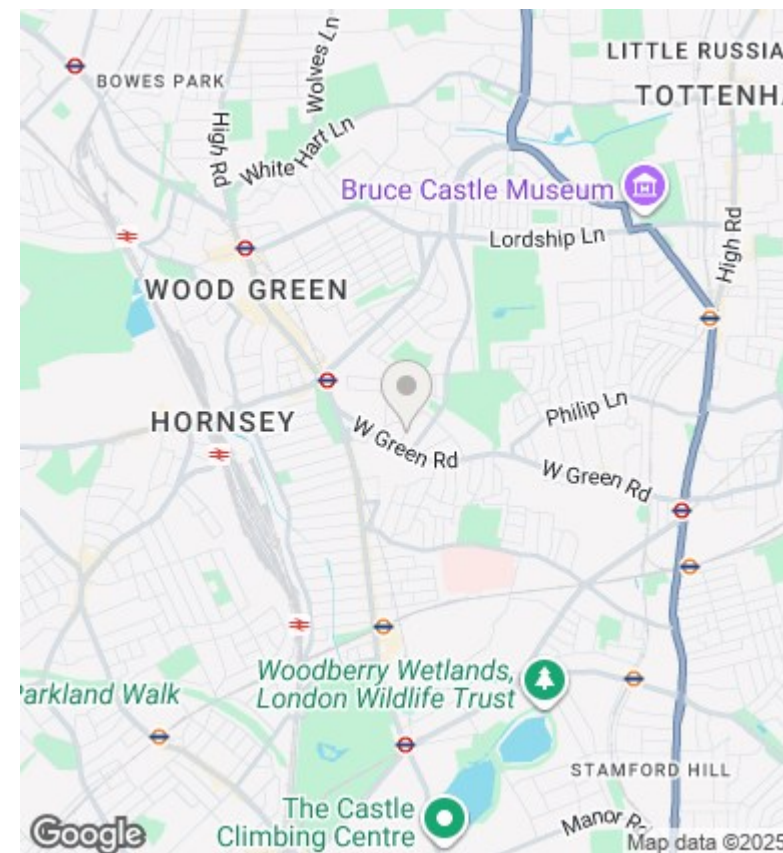 LITTLE RUSSIA
BOWES PARK
Wolves Ln
TOTTENHA
High Rd
White Hart Ln
Bruce Castle Museum
Lordship Ln
High Rd
WOOD GREEN
Philip Ln
HORNSEY
W Green Rd
W Green Rd
Woodberry Wetlands,
London Wildlife Trust
Parkland Walk
STAMFORD HILL
The Castle
Climbing Centre
Manor Rd
Google
Map data ©2025